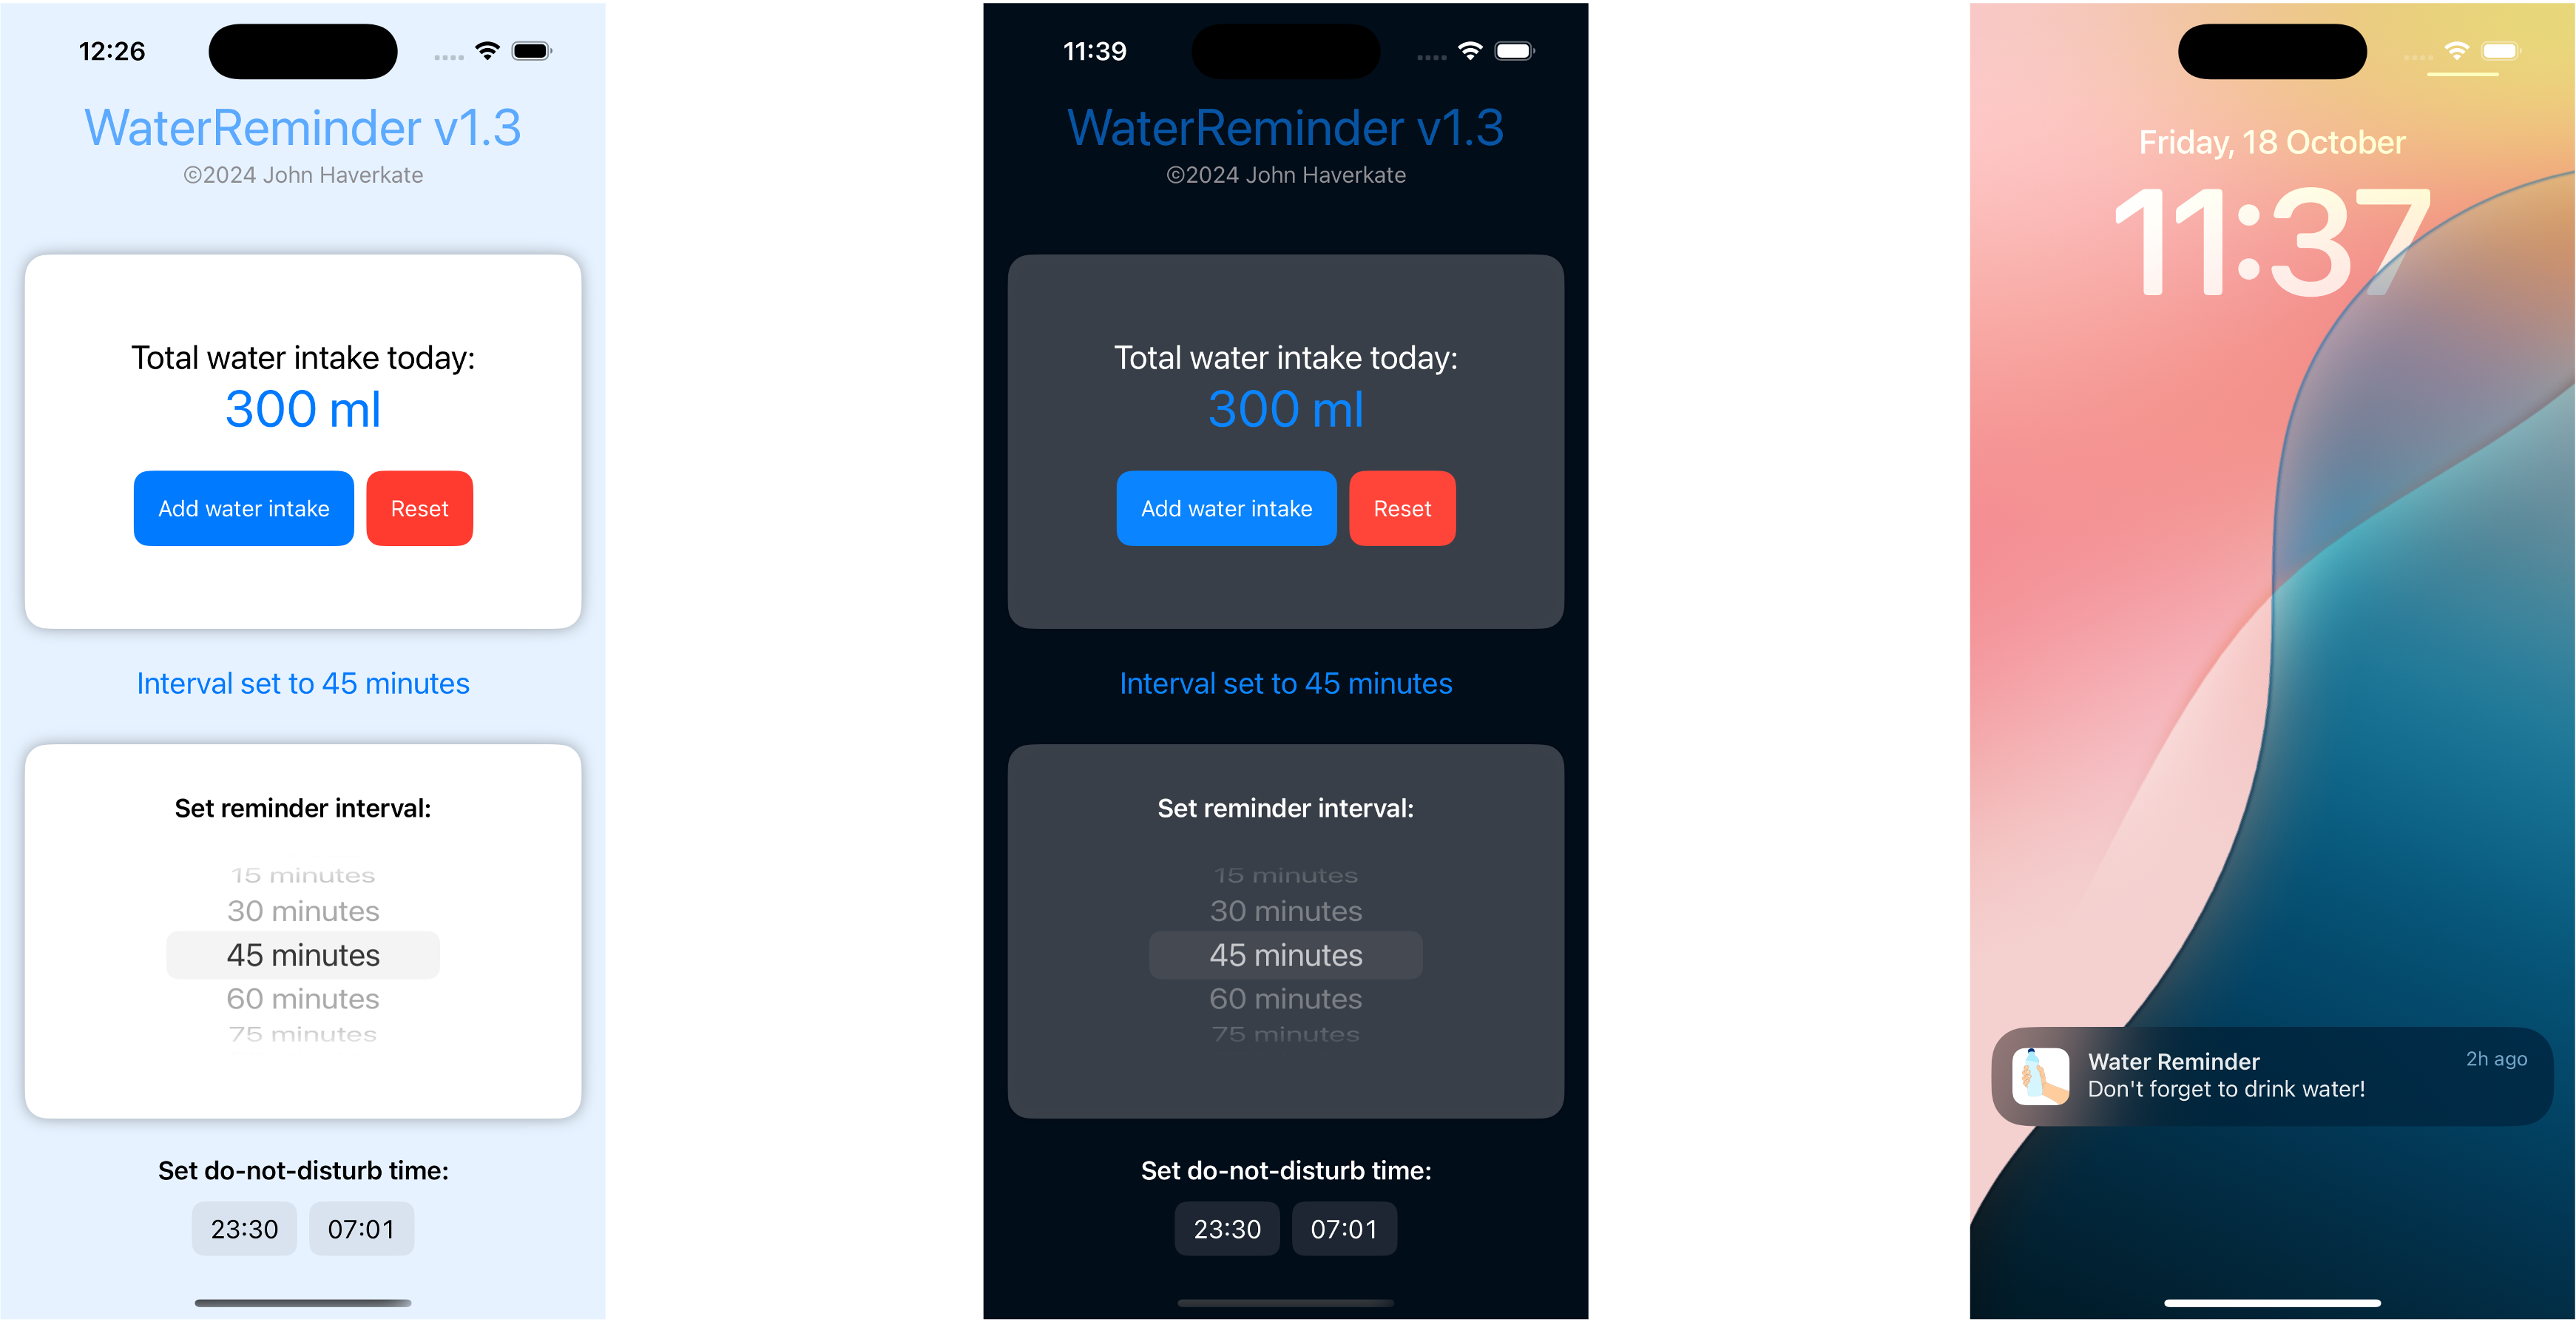 12:26
WaterReminder v1.3
©2024 John Haverkate
Total water intake today:
300 ml
Add water intake
Reset
Interval set to 45 minutes
Set reminder interval:
15 minutes
30 minutes
45 minutes
60 minutes
75 minutes
Set do-not-disturb time:
23:30
07:01
11:39
WaterReminder v1.3
©2024 John Haverkate
Total water intake today:
300 ml
Add water intake
Reset
Interval set to 45 minutes
Set reminder interval:
15 minutes
30 minutes
45 minutes
60 minutes
75 minutes
Set do-not-disturb time:
23:30
07:01
Friday, 18 October
11:37
Water Reminder
2h ago
Don't forget to drink water!